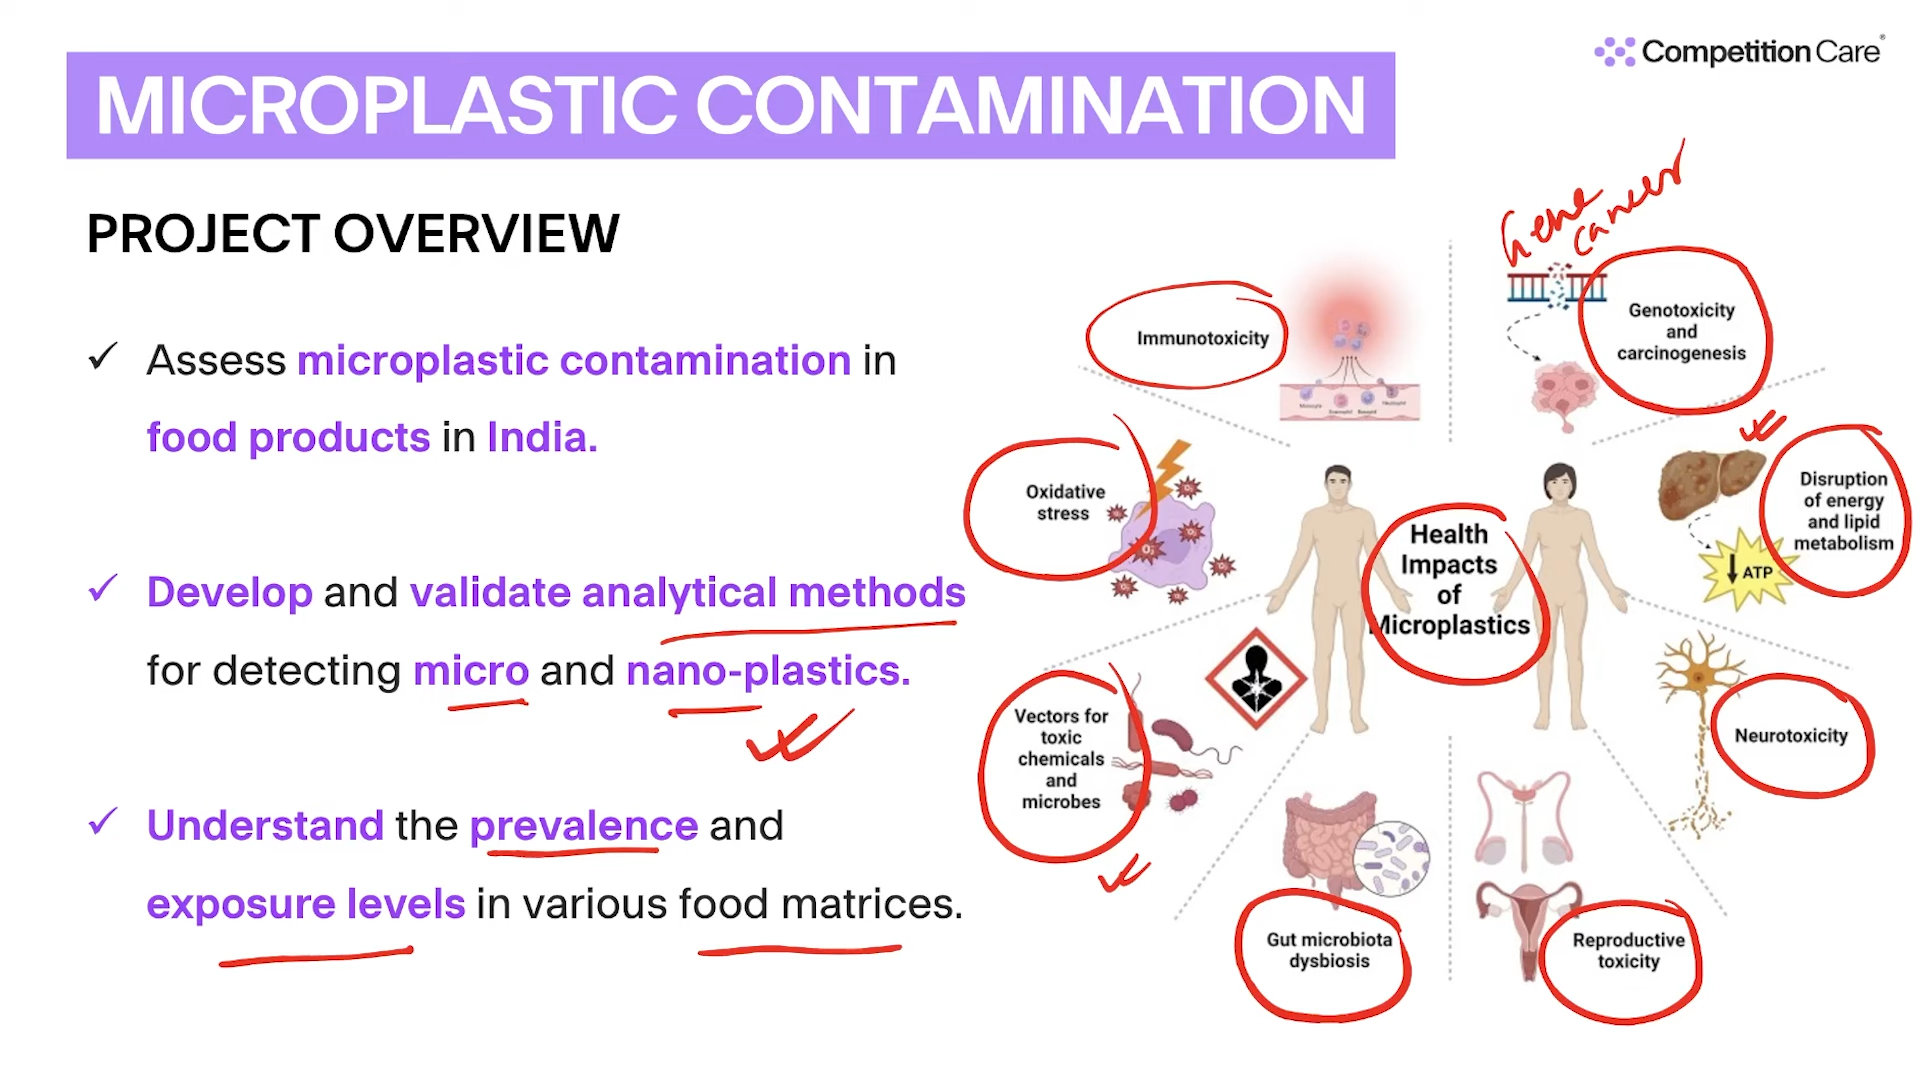 Competition Care
MICROPLASTIC CONTAMINATION
PROJECT OVERVIEW
✓ Assess microplastic contamination in
food products in India.
✓ Develop and validate analytical methods
for detecting micro and nano-plastics.
✓ Understand the prevalence and
exposure levels in various food matrices.
Gene
cancer
Immunotoxicity
Genotoxicity
and
carcinogenesis
Oxidative
stress
Disruption
of energy
and lipid
metabolism
↓ ATP
Health
Impacts
of
Microplastics
Vectors for
toxic
chemicals
and
microbes
Neurotoxicity
Gut microbiota
dysbiosis
Reproductive
toxicity